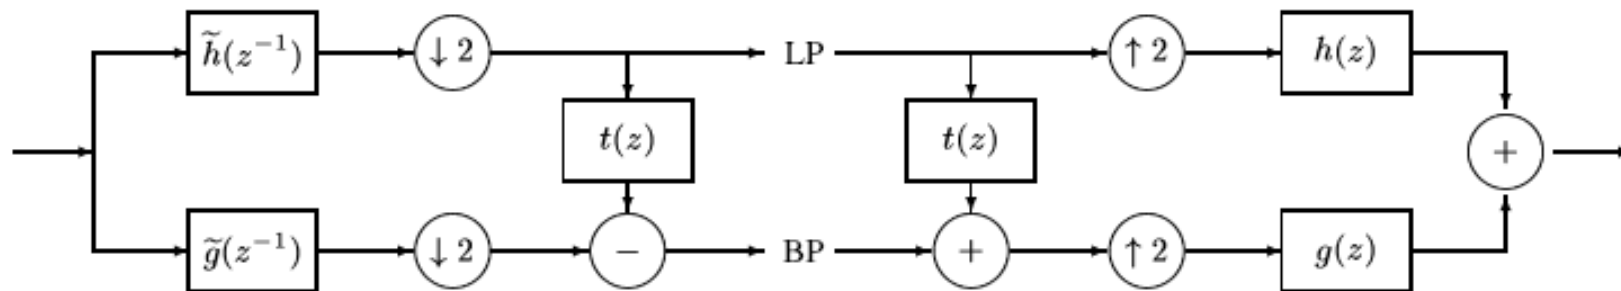 h̃(z⁻¹) ↓ 2 LP ↑ 2 h(z)
t(z) t(z)
+
g̃(z⁻¹) ↓ 2 − BP + ↑ 2 g(z)